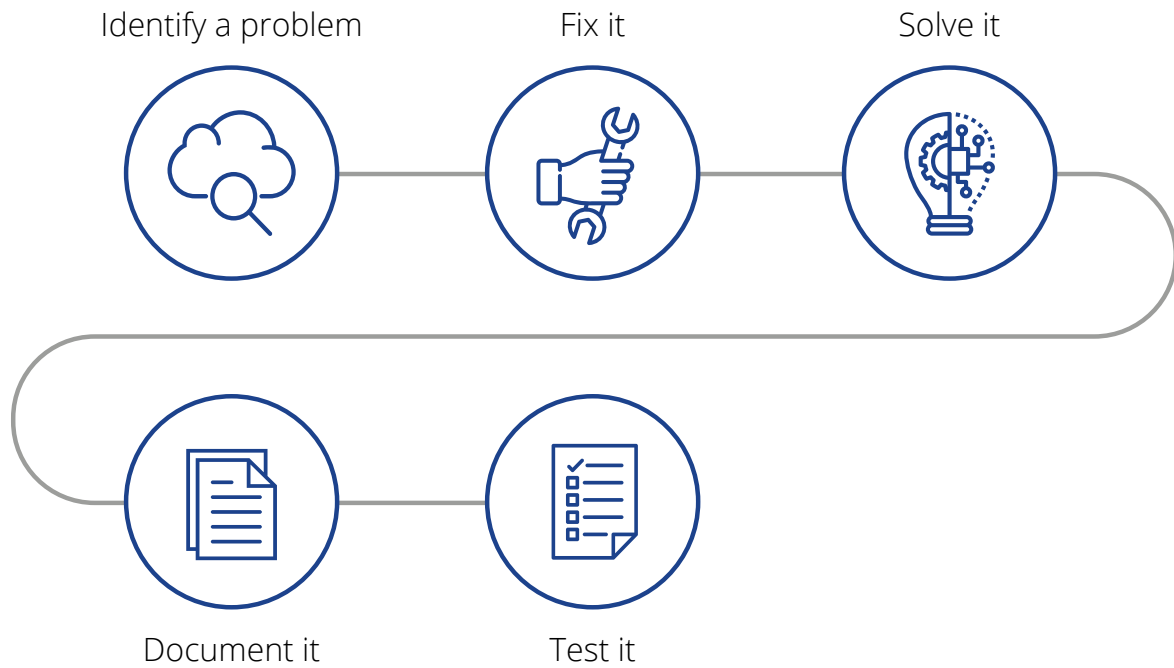 Identify a problem
Fix it
Solve it
Document it
Test it